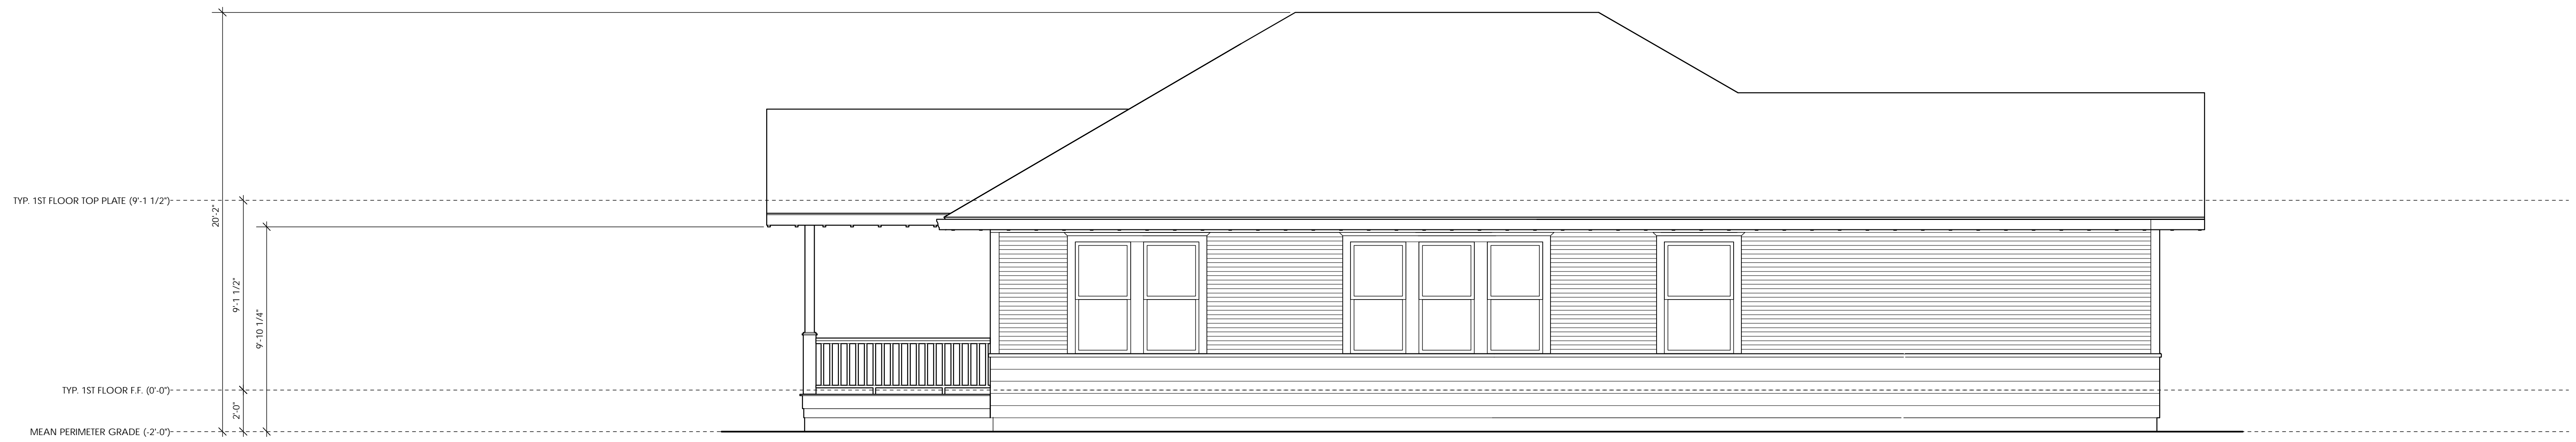 TYP. 1ST FLOOR TOP PLATE (9'-1 1/2")
20'-2"
9'-1 1/2"
9'-10 1/4"
TYP. 1ST FLOOR F.F. (0'-0")
2'-0"
MEAN PERIMETER GRADE (-2'-0")